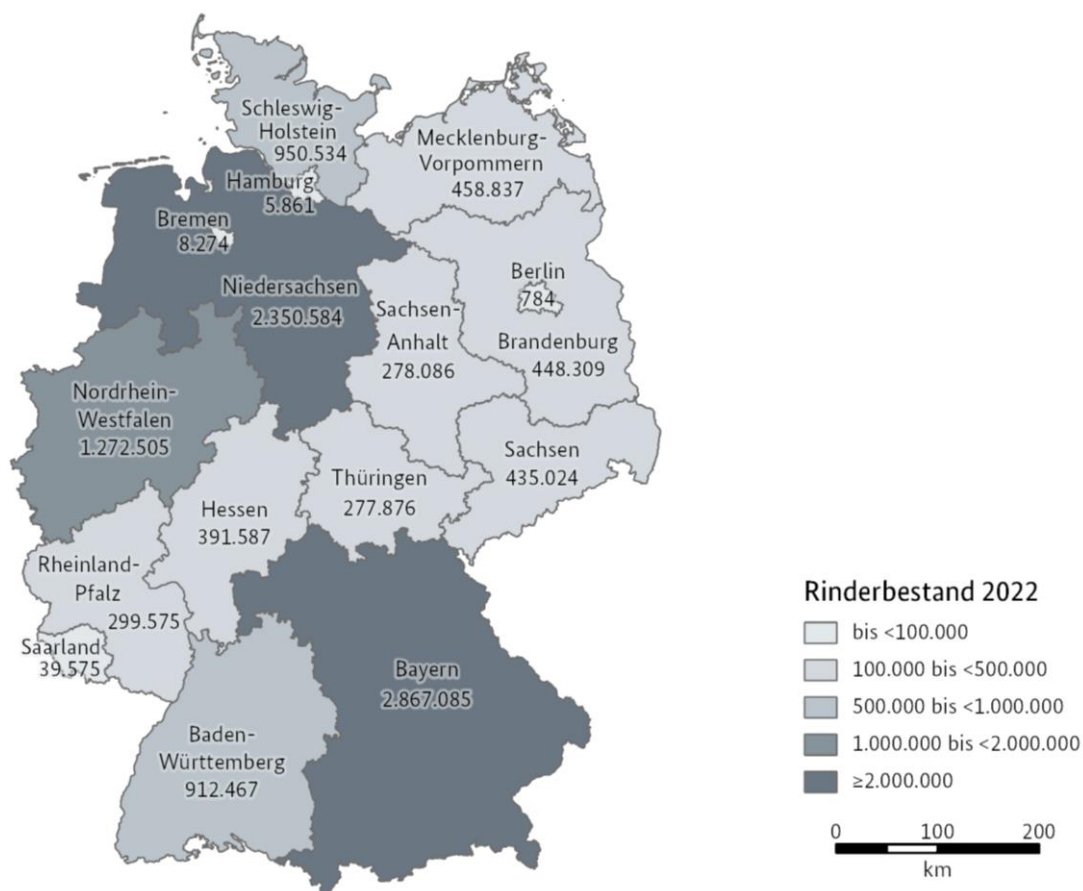 Schleswig-
Holstein
950.534
Mecklenburg-
Vorpommern
458.837
Hamburg
5.861
Bremen
8.274
Niedersachsen
2.350.584
Berlin
784
Sachsen-
Anhalt
278.086
Brandenburg
448.309
Nordrhein-
Westfalen
1.272.505
Sachsen
435.024
Thüringen
277.876
Hessen
391.587
Rheinland-
Pfalz
299.575
Saarland
39.575
Bayern
2.867.085
Baden-
Württemberg
912.467
Rinderbestand 2022
bis <100.000
100.000 bis <500.000
500.000 bis <1.000.000
1.000.000 bis <2.000.000
≥2.000.000
0 100 200
km